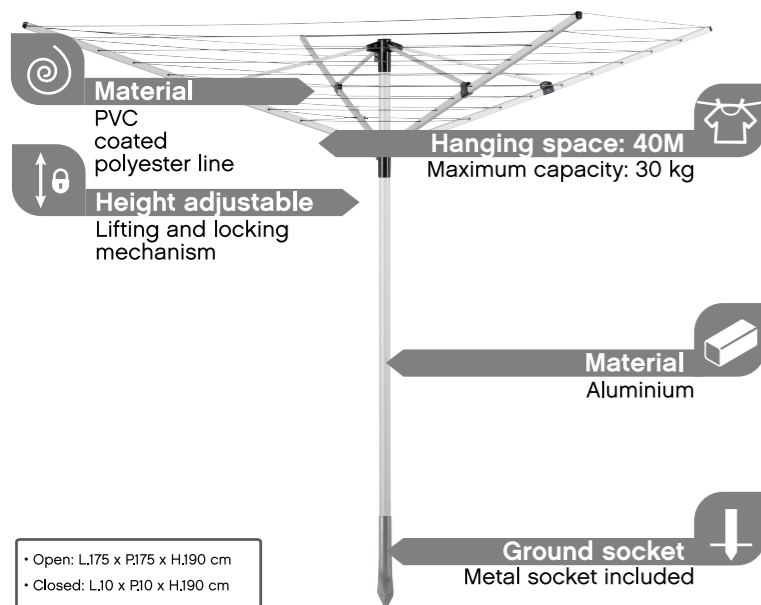 Material
PVC
coated
polyester line
Hanging space: 40M
Maximum capacity: 30 kg
Height adjustable
Lifting and locking
mechanism
Material
Aluminium
Ground socket
Metal socket included
• Open: L.175 x P.175 x H.190 cm
• Closed: L.10 x P.10 x H.190 cm